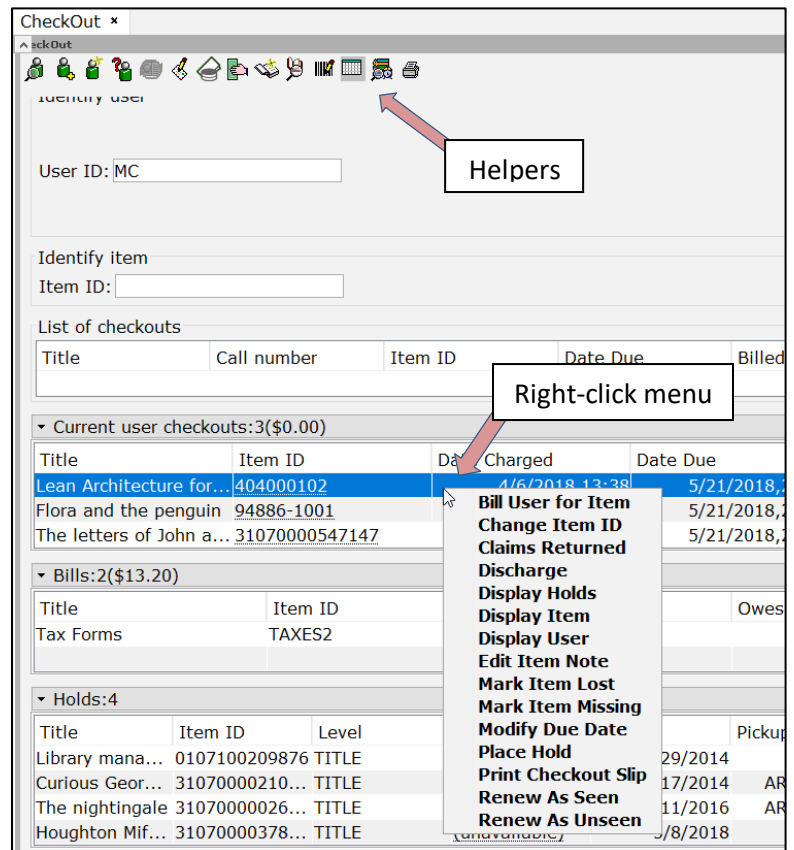 CheckOut ×
eckOut
Identify user
Helpers
User ID: MC
Identify item
Item ID:
List of checkouts
Title Call number Item ID Date Due Billed
Right-click menu
Current user checkouts:3($0.00)
Title Item ID Da Charged Date Due
Lean Architecture for... 404000102 4/6/2018,13:38 5/21/2018,2
Flora and the penguin 94886-1001 5/21/2018,2
The letters of John a... 31070000547147 5/21/2018,2
Bill User for Item
Change Item ID
Claims Returned
Discharge
Display Holds
Display Item
Display User
Edit Item Note
Mark Item Lost
Mark Item Missing
Modify Due Date
Place Hold
Print Checkout Slip
Renew As Seen
Renew As Unseen
Bills:2($13.20)
Title Item ID Owes
Tax Forms TAXES2
Holds:4
Title Item ID Level Pickup
Library mana... 0107100209876 TITLE 29/2014
Curious Geor... 31070000210... TITLE 17/2014 AR
The nightingale 31070000026... TITLE 11/2016 AR
Houghton Mif... 31070000378... TITLE (unavailable) 5/8/2018